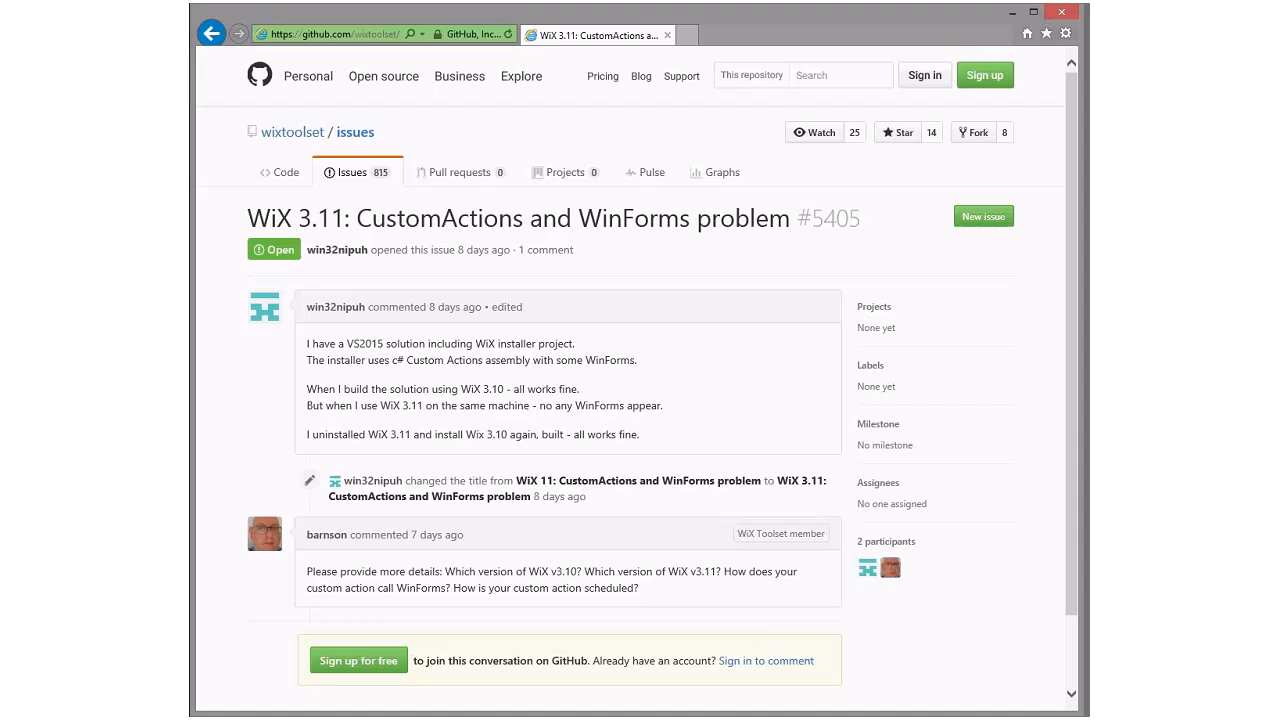 https://github.com/wixtoolset/ GitHub, Inc... WiX 3.11: CustomActions a...
Personal Open source Business Explore Pricing Blog Support This repository Search Sign in Sign up
wixtoolset / issues Watch 25 Star 14 Fork 8
Code Issues 815 Pull requests 0 Projects 0 Pulse Graphs
WiX 3.11: CustomActions and WinForms problem #5405 New issue
Open win32nipuh opened this issue 8 days ago · 1 comment
win32nipuh commented 8 days ago • edited
I have a VS2015 solution including WiX installer project.
The installer uses c# Custom Actions assembly with some WinForms.
When I build the solution using WiX 3.10 - all works fine.
But when I use WiX 3.11 on the same machine - no any WinForms appear.
I uninstalled WiX 3.11 and install Wix 3.10 again, built - all works fine.
win32nipuh changed the title from WiX 11: CustomActions and WinForms problem to WiX 3.11:
CustomActions and WinForms problem 8 days ago
barnson commented 7 days ago WiX Toolset member
Please provide more details: Which version of WiX v3.10? Which version of WiX v3.11? How does your
custom action call WinForms? How is your custom action scheduled?
Sign up for free to join this conversation on GitHub. Already have an account? Sign in to comment
Projects
None yet
Labels
None yet
Milestone
No milestone
Assignees
No one assigned
2 participants